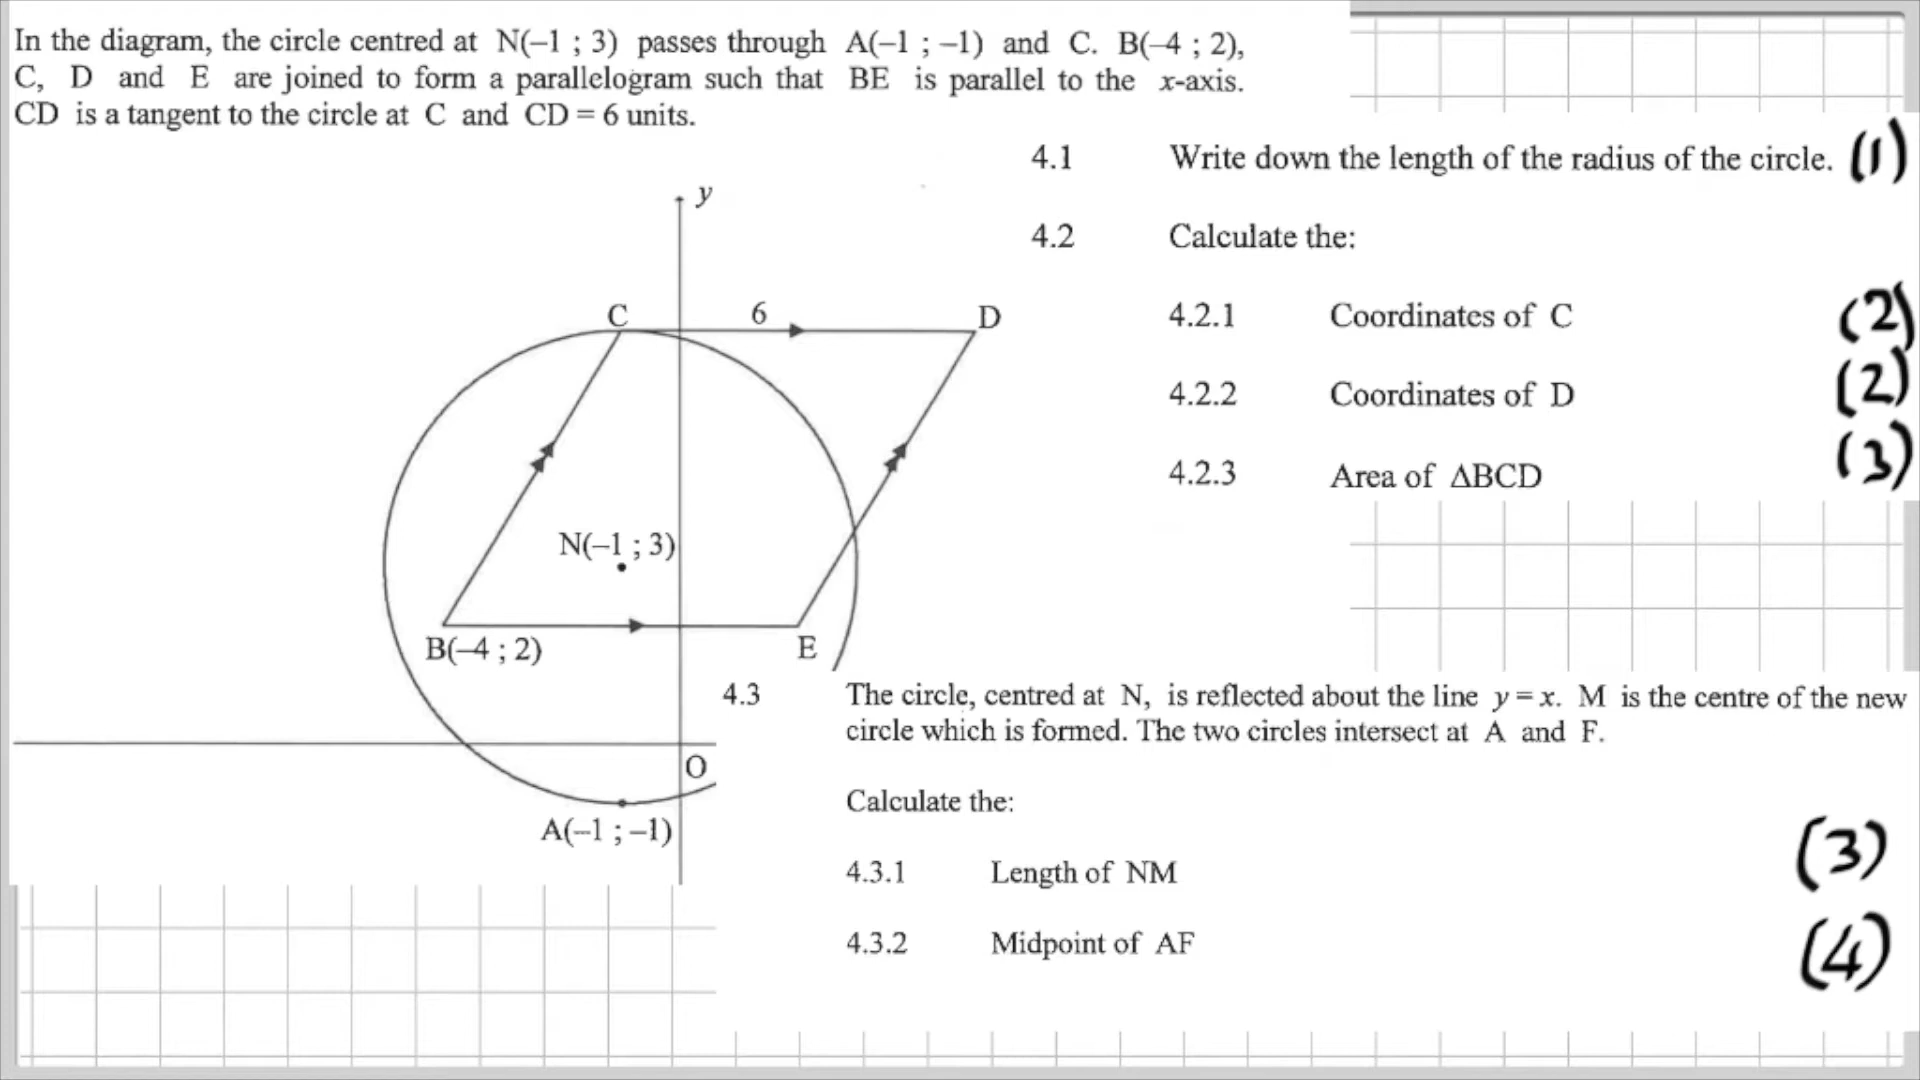 In the diagram, the circle centred at N(–1 ; 3) passes through A(–1 ; –1) and C. B(–4 ; 2),
C, D and E are joined to form a parallelogram such that BE is parallel to the x-axis.
CD is a tangent to the circle at C and CD = 6 units.
4.1 Write down the length of the radius of the circle. (1)
4.2 Calculate the:
4.2.1 Coordinates of C (2)
4.2.2 Coordinates of D (2)
4.2.3 Area of ΔBCD (3)
y
C
6
D
N(–1 ; 3)
B(–4 ; 2)
E
O
A(–1 ; –1)
4.3 The circle, centred at N, is reflected about the line y = x. M is the centre of the new
circle which is formed. The two circles intersect at A and F.
Calculate the:
4.3.1 Length of NM (3)
4.3.2 Midpoint of AF (4)